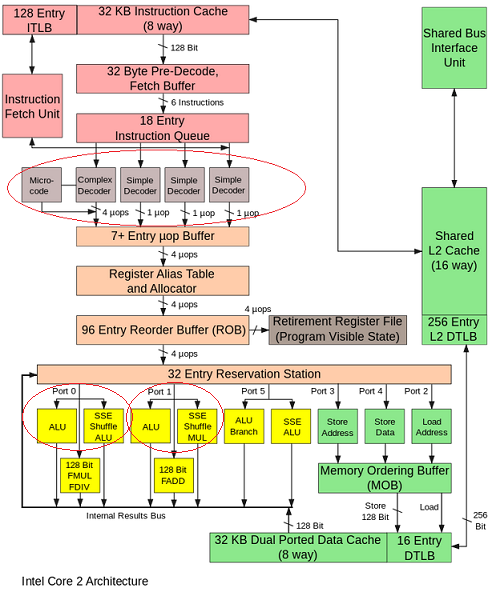 128 Entry
ITLB
32 KB Instruction Cache
(8 way)
Shared Bus
Interface
Unit
128 Bit
32 Byte Pre-Decode,
Fetch Buffer
Instruction
Fetch Unit
6 Instructions
18 Entry
Instruction Queue
Micro-
code
Complex
Decoder
Simple
Decoder
Simple
Decoder
Simple
Decoder
4 µops
1 µop
1 µop
1 µop
Shared
L2 Cache
(16 way)
7+ Entry µop Buffer
4 µops
Register Alias Table
and Allocator
4 µops
4 µops
96 Entry Reorder Buffer (ROB)
Retirement Register File
(Program Visible State)
256 Entry
L2 DTLB
4 µops
32 Entry Reservation Station
Port 0
Port 1
Port 5
Port 3
Port 4
Port 2
ALU
SSE
Shuffle
ALU
ALU
SSE
Shuffle
MUL
ALU
Branch
SSE
ALU
Store
Address
Store
Data
Load
Address
128 Bit
FMUL
FDIV
128 Bit
FADD
Memory Ordering Buffer
(MOB)
Internal Results Bus
Store
128 Bit
Load
256
Bit
128 Bit
32 KB Dual Ported Data Cache
(8 way)
16 Entry
DTLB
Intel Core 2 Architecture